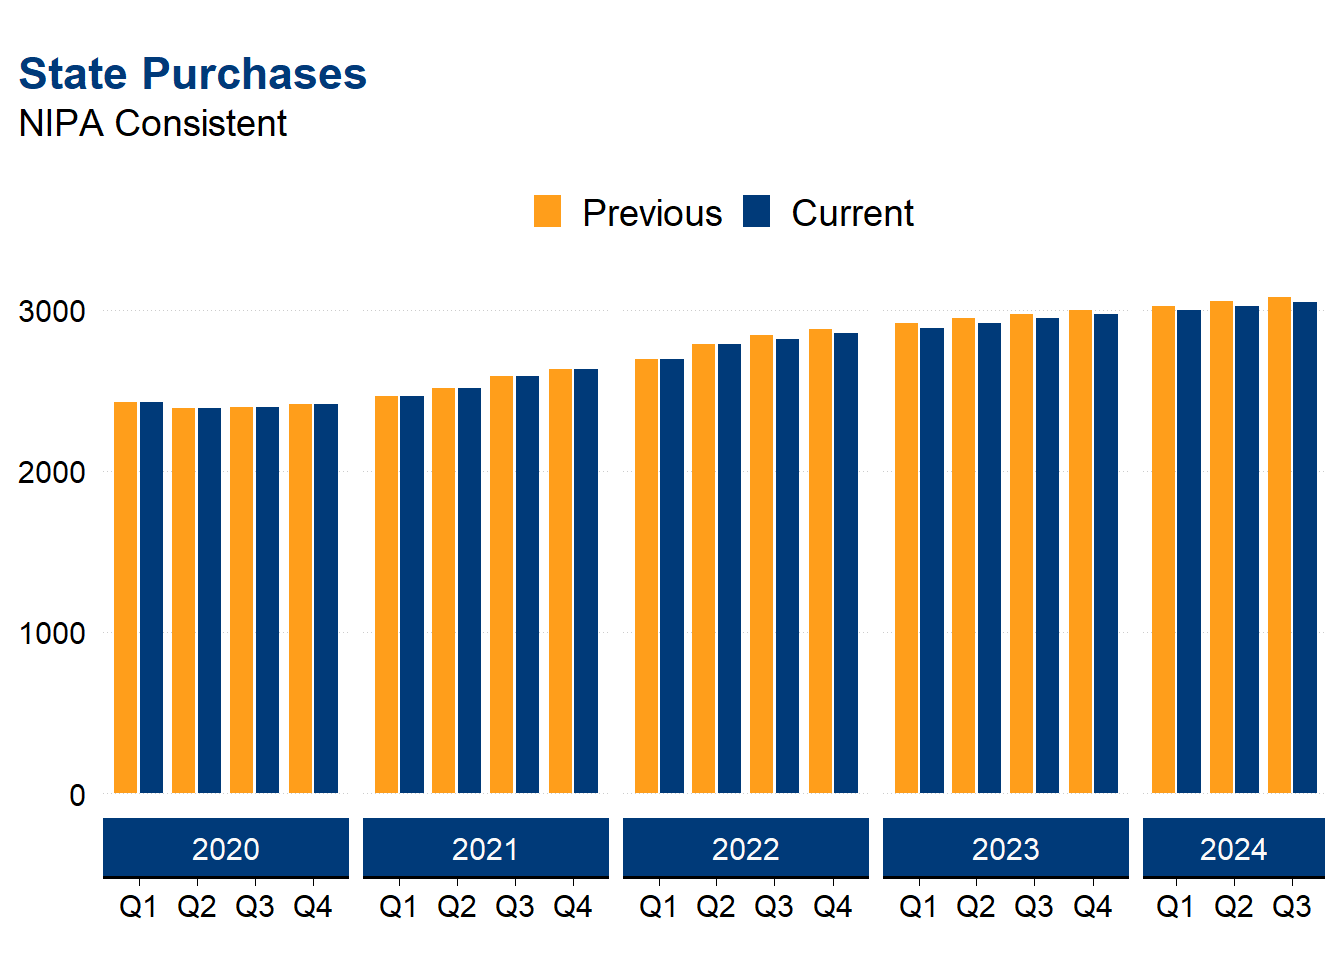 State Purchases
NIPA Consistent
Previous Current
3000
2000
1000
0
2020 2021 2022 2023 2024
Q1 Q2 Q3 Q4 Q1 Q2 Q3 Q4 Q1 Q2 Q3 Q4 Q1 Q2 Q3 Q4 Q1 Q2 Q3